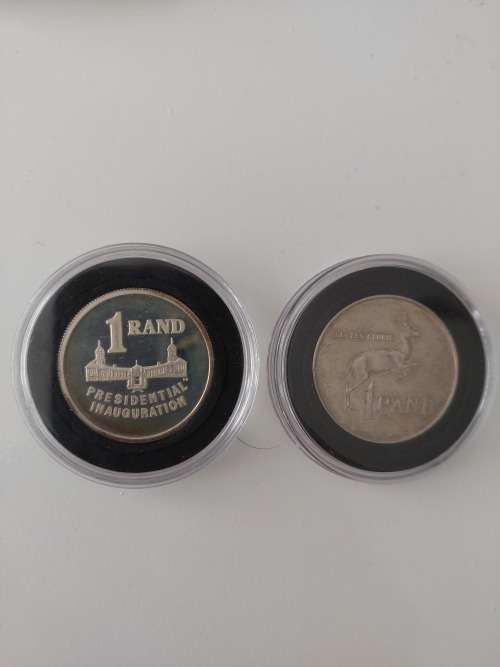 1 RAND
PRESIDENTIAL
INAUGURATION
1 RAND